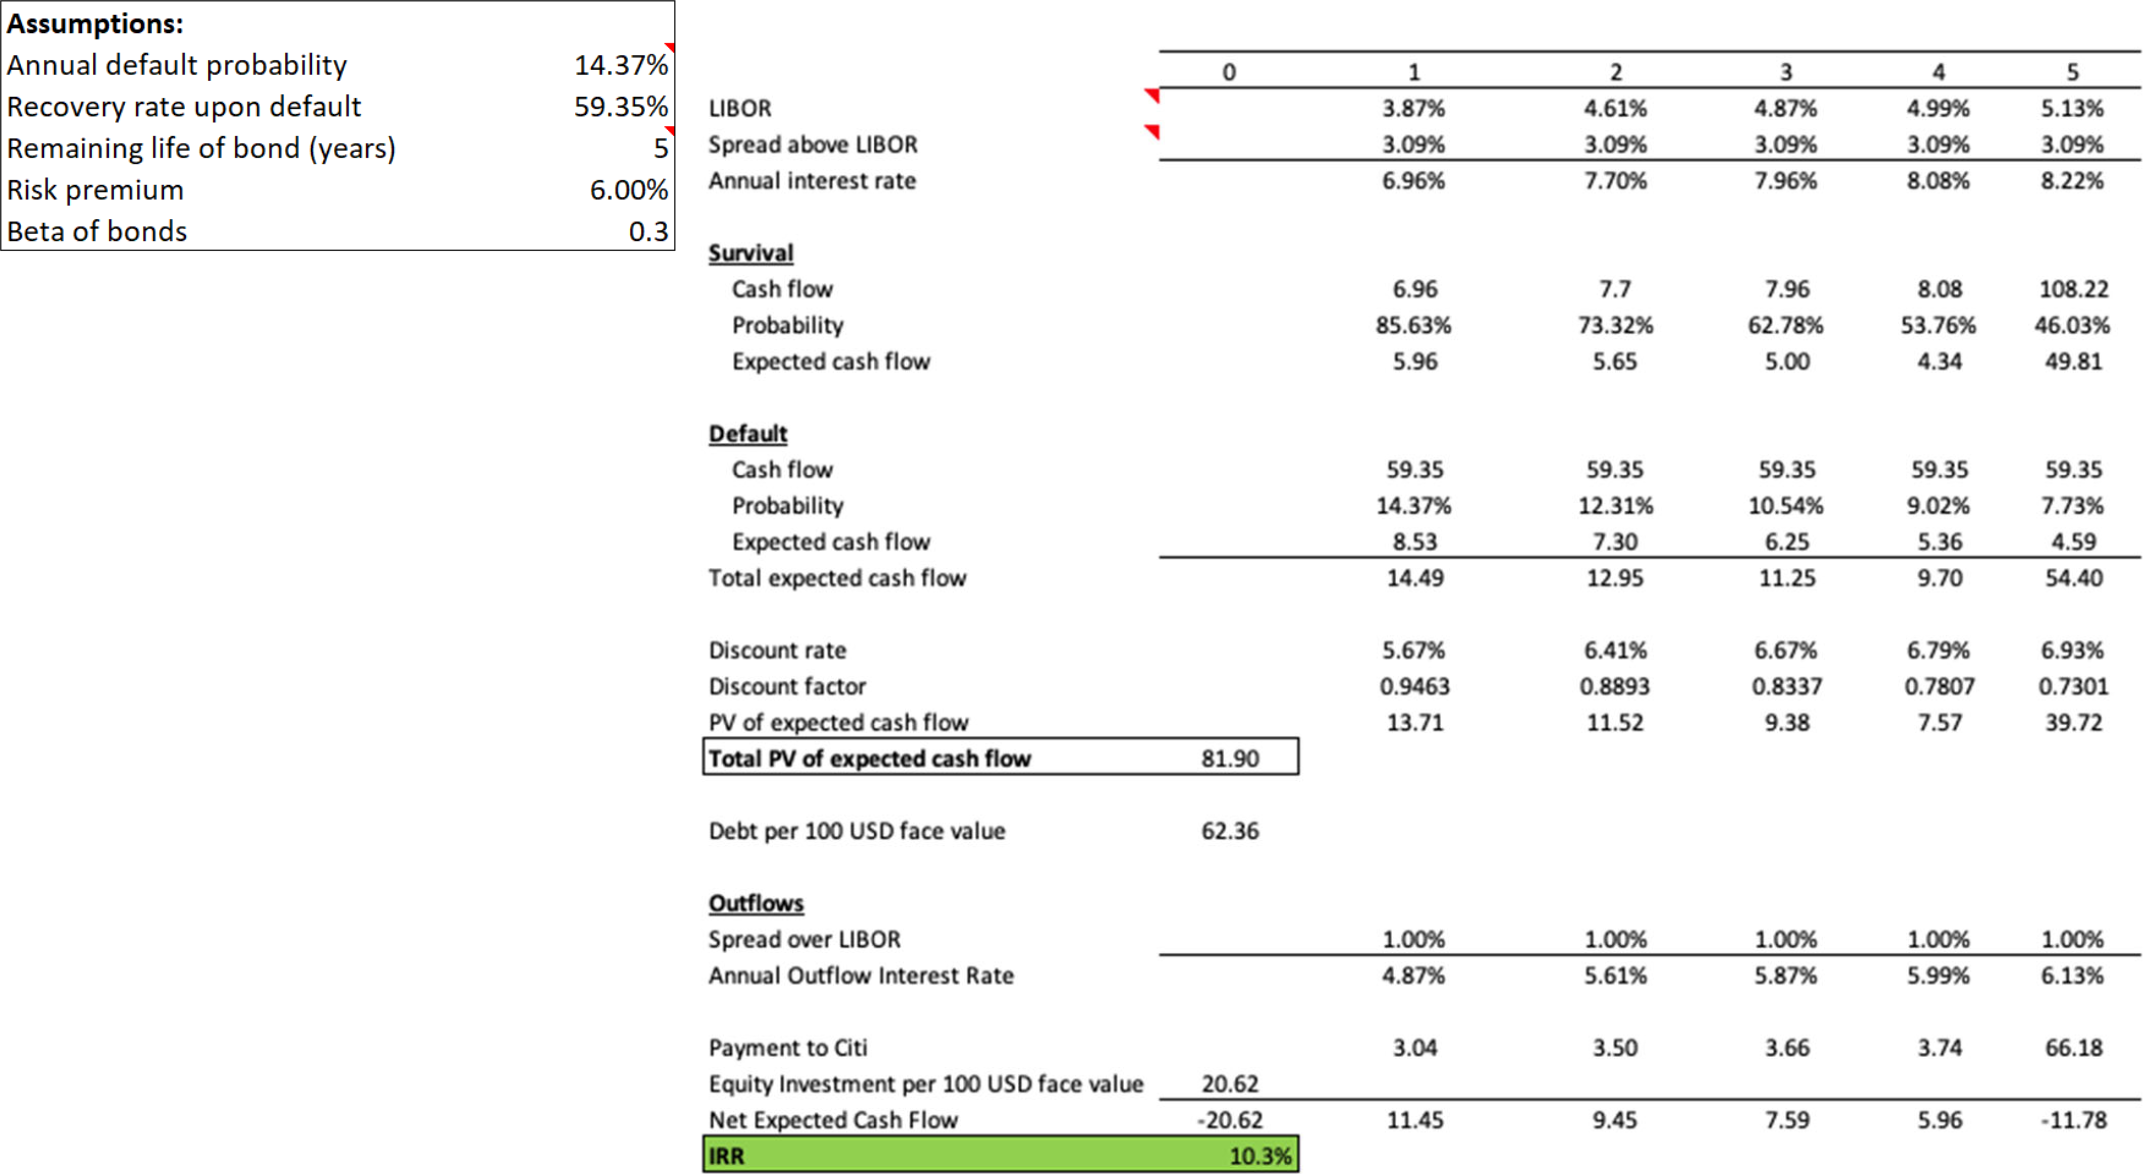 Assumptions:
Annual default probability 14.37%
Recovery rate upon default 59.35%
Remaining life of bond (years) 5
Risk premium 6.00%
Beta of bonds 0.3
0 1 2 3 4 5
LIBOR 3.87% 4.61% 4.87% 4.99% 5.13%
Spread above LIBOR 3.09% 3.09% 3.09% 3.09% 3.09%
Annual interest rate 6.96% 7.70% 7.96% 8.08% 8.22%
Survival
Cash flow 6.96 7.7 7.96 8.08 108.22
Probability 85.63% 73.32% 62.78% 53.76% 46.03%
Expected cash flow 5.96 5.65 5.00 4.34 49.81
Default
Cash flow 59.35 59.35 59.35 59.35 59.35
Probability 14.37% 12.31% 10.54% 9.02% 7.73%
Expected cash flow 8.53 7.30 6.25 5.36 4.59
Total expected cash flow 14.49 12.95 11.25 9.70 54.40
Discount rate 5.67% 6.41% 6.67% 6.79% 6.93%
Discount factor 0.9463 0.8893 0.8337 0.7807 0.7301
PV of expected cash flow 13.71 11.52 9.38 7.57 39.72
Total PV of expected cash flow 81.90
Debt per 100 USD face value 62.36
Outflows
Spread over LIBOR 1.00% 1.00% 1.00% 1.00% 1.00%
Annual Outflow Interest Rate 4.87% 5.61% 5.87% 5.99% 6.13%
Payment to Citi 3.04 3.50 3.66 3.74 66.18
Equity Investment per 100 USD face value 20.62
Net Expected Cash Flow -20.62 11.45 9.45 7.59 5.96 -11.78
IRR 10.3%